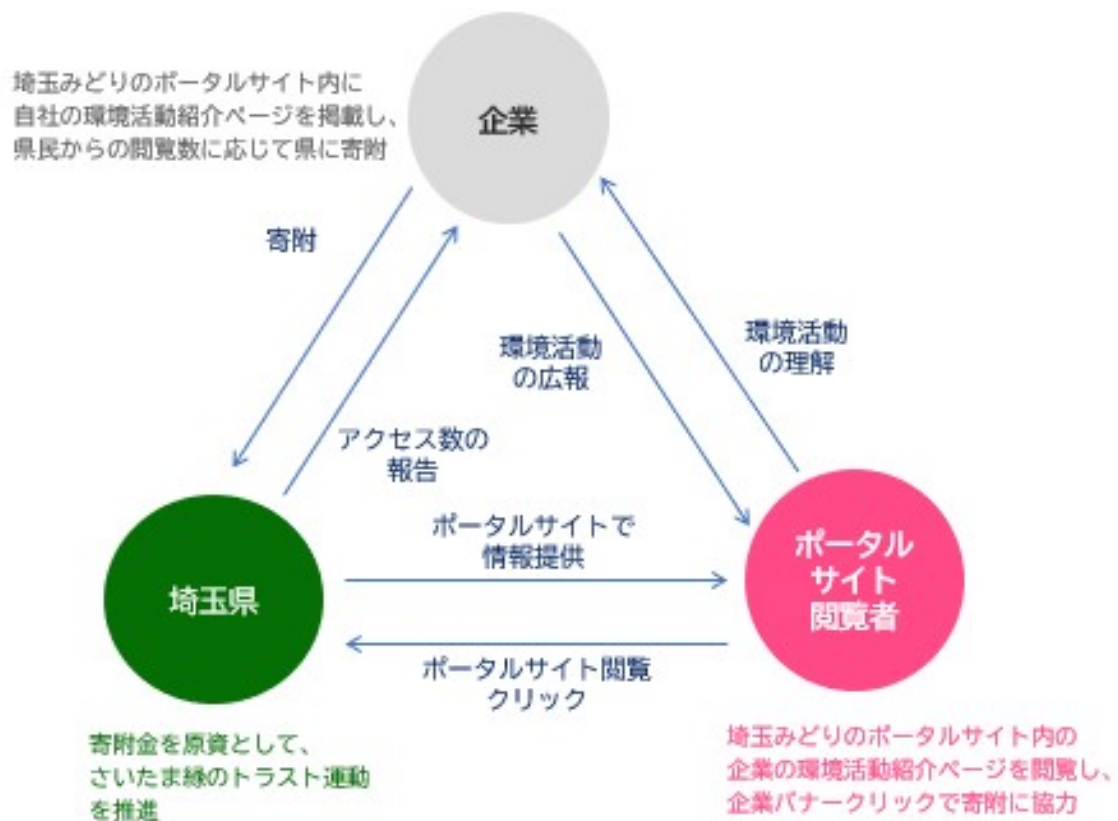 埼玉みどりのポータルサイト内に
自社の環境活動紹介ページを掲載し、
県民からの閲覧数に応じて県に寄附
企業
寄附
環境活動
の広報
環境活動
の理解
アクセス数の
報告
ポータルサイトで
情報提供
埼玉県
ポータル
サイト
閲覧者
ポータルサイト閲覧
クリック
寄附金を原資として、
さいたま緑のトラスト運動
を推進
埼玉みどりのポータルサイト内の
企業の環境活動紹介ページを閲覧し、
企業バナークリックで寄附に協力